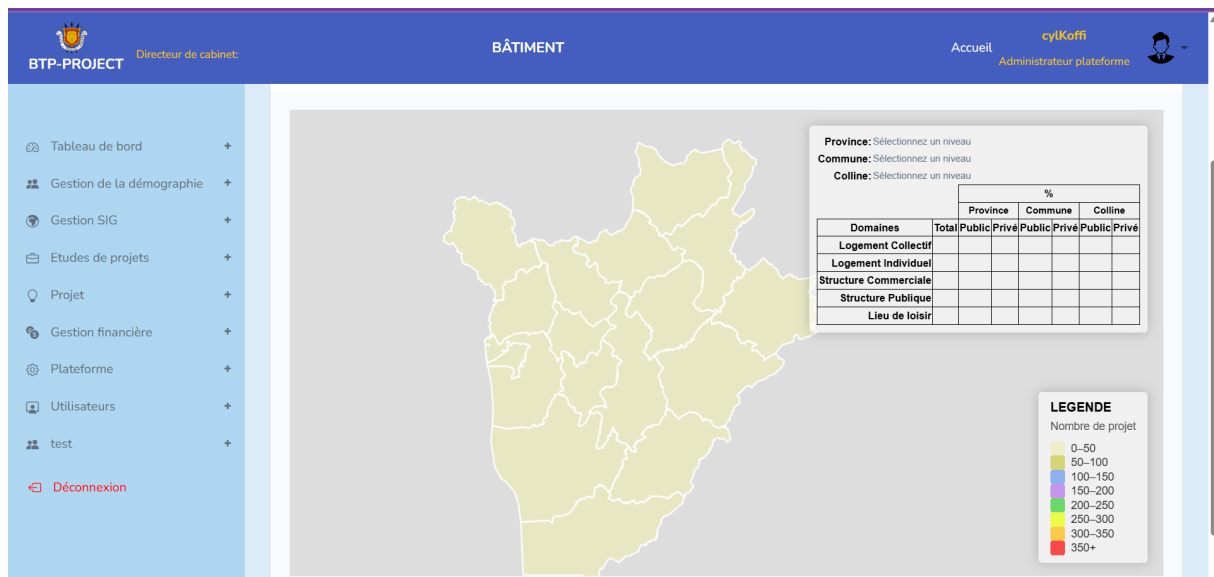 BTP-PROJECT
Directeur de cabinet:
BÂTIMENT
Accueil
cylKoffi
Administrateur plateforme
Tableau de bord +
Gestion de la démographie +
Gestion SIG +
Etudes de projets +
Projet +
Gestion financière +
Plateforme +
Utilisateurs +
test +
Déconnexion
Province: Sélectionnez un niveau
Commune: Sélectionnez un niveau
Colline: Sélectionnez un niveau
%
Province Commune Colline
Domaines Total Public Privé Public Privé Public Privé
Logement Collectif
Logement Individuel
Structure Commerciale
Structure Publique
Lieu de loisir
LEGENDE
Nombre de projet
0–50
50–100
100–150
150–200
200–250
250–300
300–350
350+